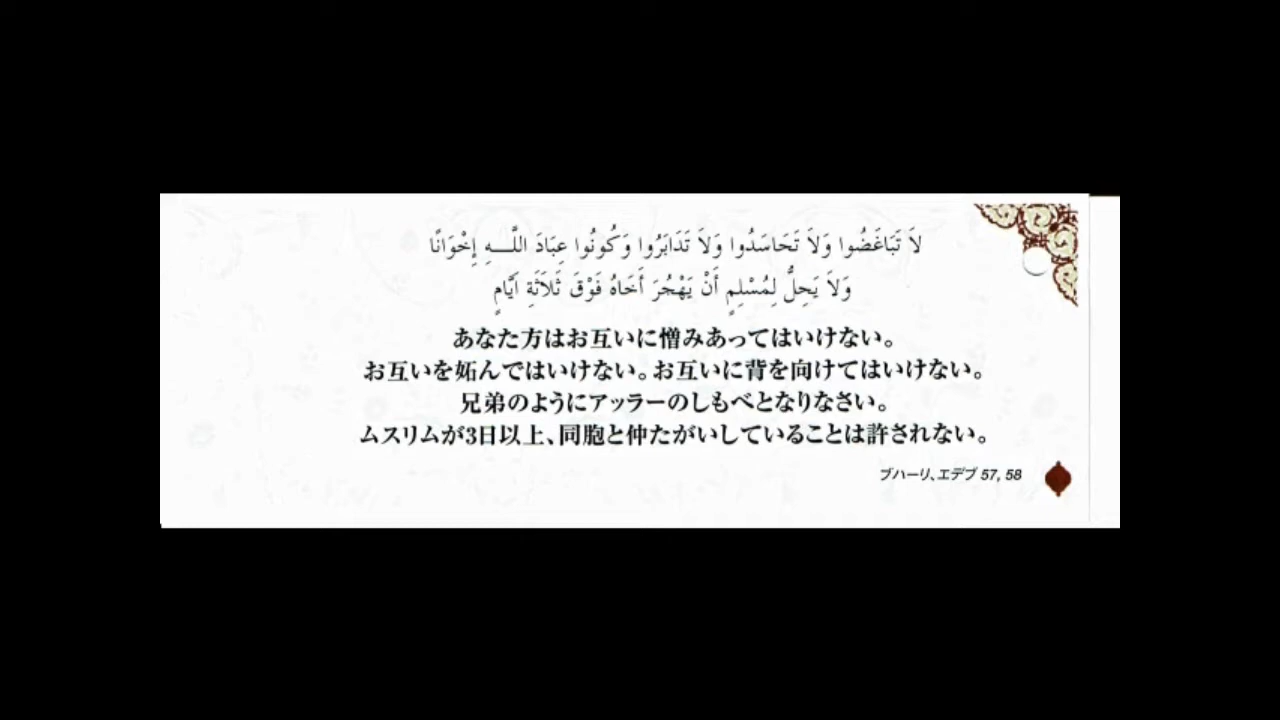 لاَ تَبَاغَضُوا وَلاَ تَحَاسَدُوا وَلاَ تَدَابَرُوا وَكُونُوا عِبَادَ اللَّـــهِ إِخْوَانًا
وَلاَ يَحِلُّ لِمُسْلِمٍ أَنْ يَهْجُرَ أَخَاهُ فَوْقَ ثَلاَثَةِ اَيَّامٍ
あなた方はお互いに憎みあってはいけない。
お互いを妬んではいけない。お互いに背を向けてはいけない。
兄弟のようにアッラーのしもべとなりなさい。
ムスリムが3日以上、同胞と仲たがいしていることは許されない。
ブハーリ、エデブ 57, 58